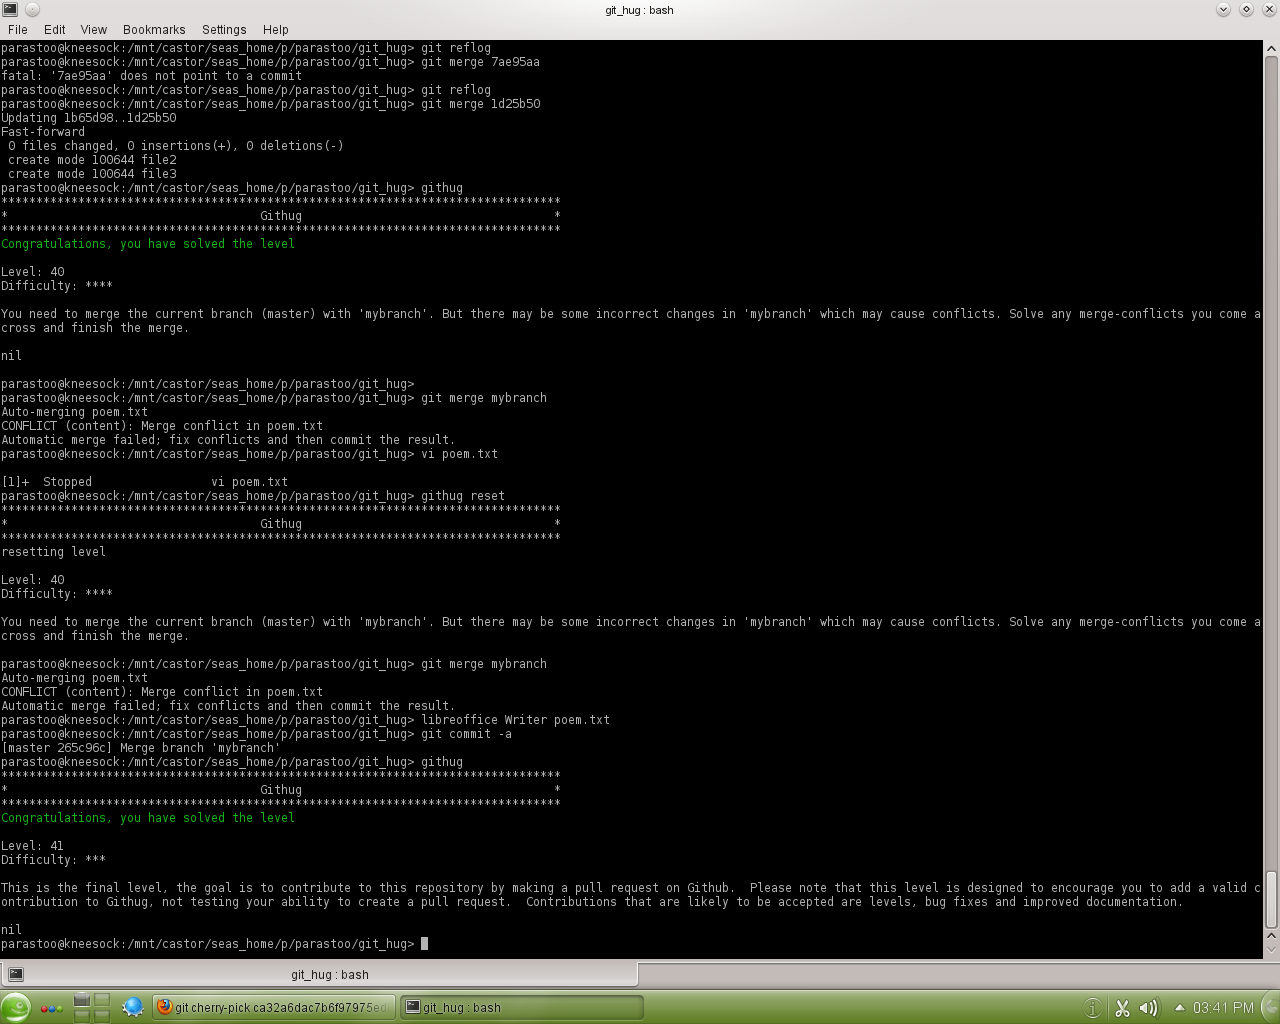 git_hug : bash
File Edit View Bookmarks Settings Help
parastoo@kneesock:/mnt/castor/seas_home/p/parastoo/git_hug> git reflog
parastoo@kneesock:/mnt/castor/seas_home/p/parastoo/git_hug> git merge 7ae95aa
fatal: '7ae95aa' does not point to a commit
parastoo@kneesock:/mnt/castor/seas_home/p/parastoo/git_hug> git reflog
parastoo@kneesock:/mnt/castor/seas_home/p/parastoo/git_hug> git merge 1d25b50
Updating 1b65d98..1d25b50
Fast-forward
 0 files changed, 0 insertions(+), 0 deletions(-)
 create mode 100644 file2
 create mode 100644 file3
parastoo@kneesock:/mnt/castor/seas_home/p/parastoo/git_hug> githug
********************************************************************************
*                                    Githug                                    *
********************************************************************************
Congratulations, you have solved the level
Level: 40
Difficulty: ****
You need to merge the current branch (master) with 'mybranch'. But there may be some incorrect changes in 'mybranch' which may cause conflicts. Solve any merge-conflicts you come a
cross and finish the merge.
nil
parastoo@kneesock:/mnt/castor/seas_home/p/parastoo/git_hug>
parastoo@kneesock:/mnt/castor/seas_home/p/parastoo/git_hug> git merge mybranch
Auto-merging poem.txt
CONFLICT (content): Merge conflict in poem.txt
Automatic merge failed; fix conflicts and then commit the result.
parastoo@kneesock:/mnt/castor/seas_home/p/parastoo/git_hug> vi poem.txt
[1]+  Stopped                 vi poem.txt
parastoo@kneesock:/mnt/castor/seas_home/p/parastoo/git_hug> githug reset
********************************************************************************
*                                    Githug                                    *
********************************************************************************
resetting level
Level: 40
Difficulty: ****
You need to merge the current branch (master) with 'mybranch'. But there may be some incorrect changes in 'mybranch' which may cause conflicts. Solve any merge-conflicts you come a
cross and finish the merge.
parastoo@kneesock:/mnt/castor/seas_home/p/parastoo/git_hug> git merge mybranch
Auto-merging poem.txt
CONFLICT (content): Merge conflict in poem.txt
Automatic merge failed; fix conflicts and then commit the result.
parastoo@kneesock:/mnt/castor/seas_home/p/parastoo/git_hug> libreoffice Writer poem.txt
parastoo@kneesock:/mnt/castor/seas_home/p/parastoo/git_hug> git commit -a
[master 265c96c] Merge branch 'mybranch'
parastoo@kneesock:/mnt/castor/seas_home/p/parastoo/git_hug> githug
********************************************************************************
*                                    Githug                                    *
********************************************************************************
Congratulations, you have solved the level
Level: 41
Difficulty: ***
This is the final level, the goal is to contribute to this repository by making a pull request on Github.  Please note that this level is designed to encourage you to add a valid c
ontribution to Githug, not testing your ability to create a pull request.  Contributions that are likely to be accepted are levels, bug fixes and improved documentation.
nil
parastoo@kneesock:/mnt/castor/seas_home/p/parastoo/git_hug>
git_hug : bash
git cherry-pick ca32a6dac7b6f97975ed git_hug : bash 03:41 PM